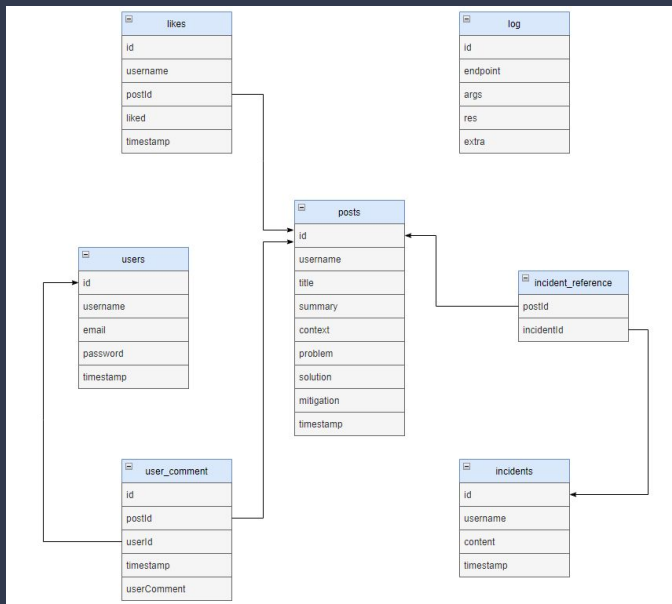 likes
id
username
postId
liked
timestamp
log
id
endpoint
args
res
extra
posts
id
username
title
summary
context
problem
solution
mitigation
timestamp
users
id
username
email
password
timestamp
incident_reference
postId
incidentId
user_comment
id
postId
userId
timestamp
userComment
incidents
id
username
content
timestamp